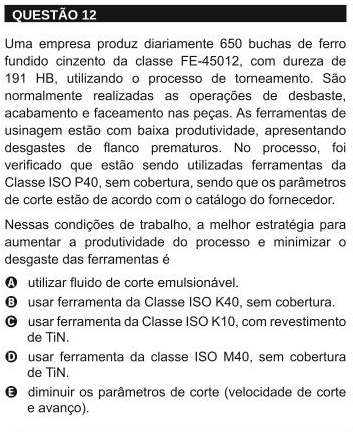 QUESTÃO 12
Uma empresa produz diariamente 650 buchas de ferro
fundido cinzento da classe FE-45012, com dureza de
191 HB, utilizando o processo de torneamento. São
normalmente realizadas as operações de desbaste,
acabamento e faceamento nas peças. As ferramentas de
usinagem estão com baixa produtividade, apresentando
desgastes de flanco prematuros. No processo, foi
verificado que estão sendo utilizadas ferramentas da
Classe ISO P40, sem cobertura, sendo que os parâmetros
de corte estão de acordo com o catálogo do fornecedor.
Nessas condições de trabalho, a melhor estratégia para
aumentar a produtividade do processo e minimizar o
desgaste das ferramentas é
A utilizar fluido de corte emulsionável.
B usar ferramenta da Classe ISO K40, sem cobertura.
C usar ferramenta da Classe ISO K10, com revestimento
de TiN.
D usar ferramenta da classe ISO M40, sem cobertura
de TiN.
E diminuir os parâmetros de corte (velocidade de corte
e avanço).